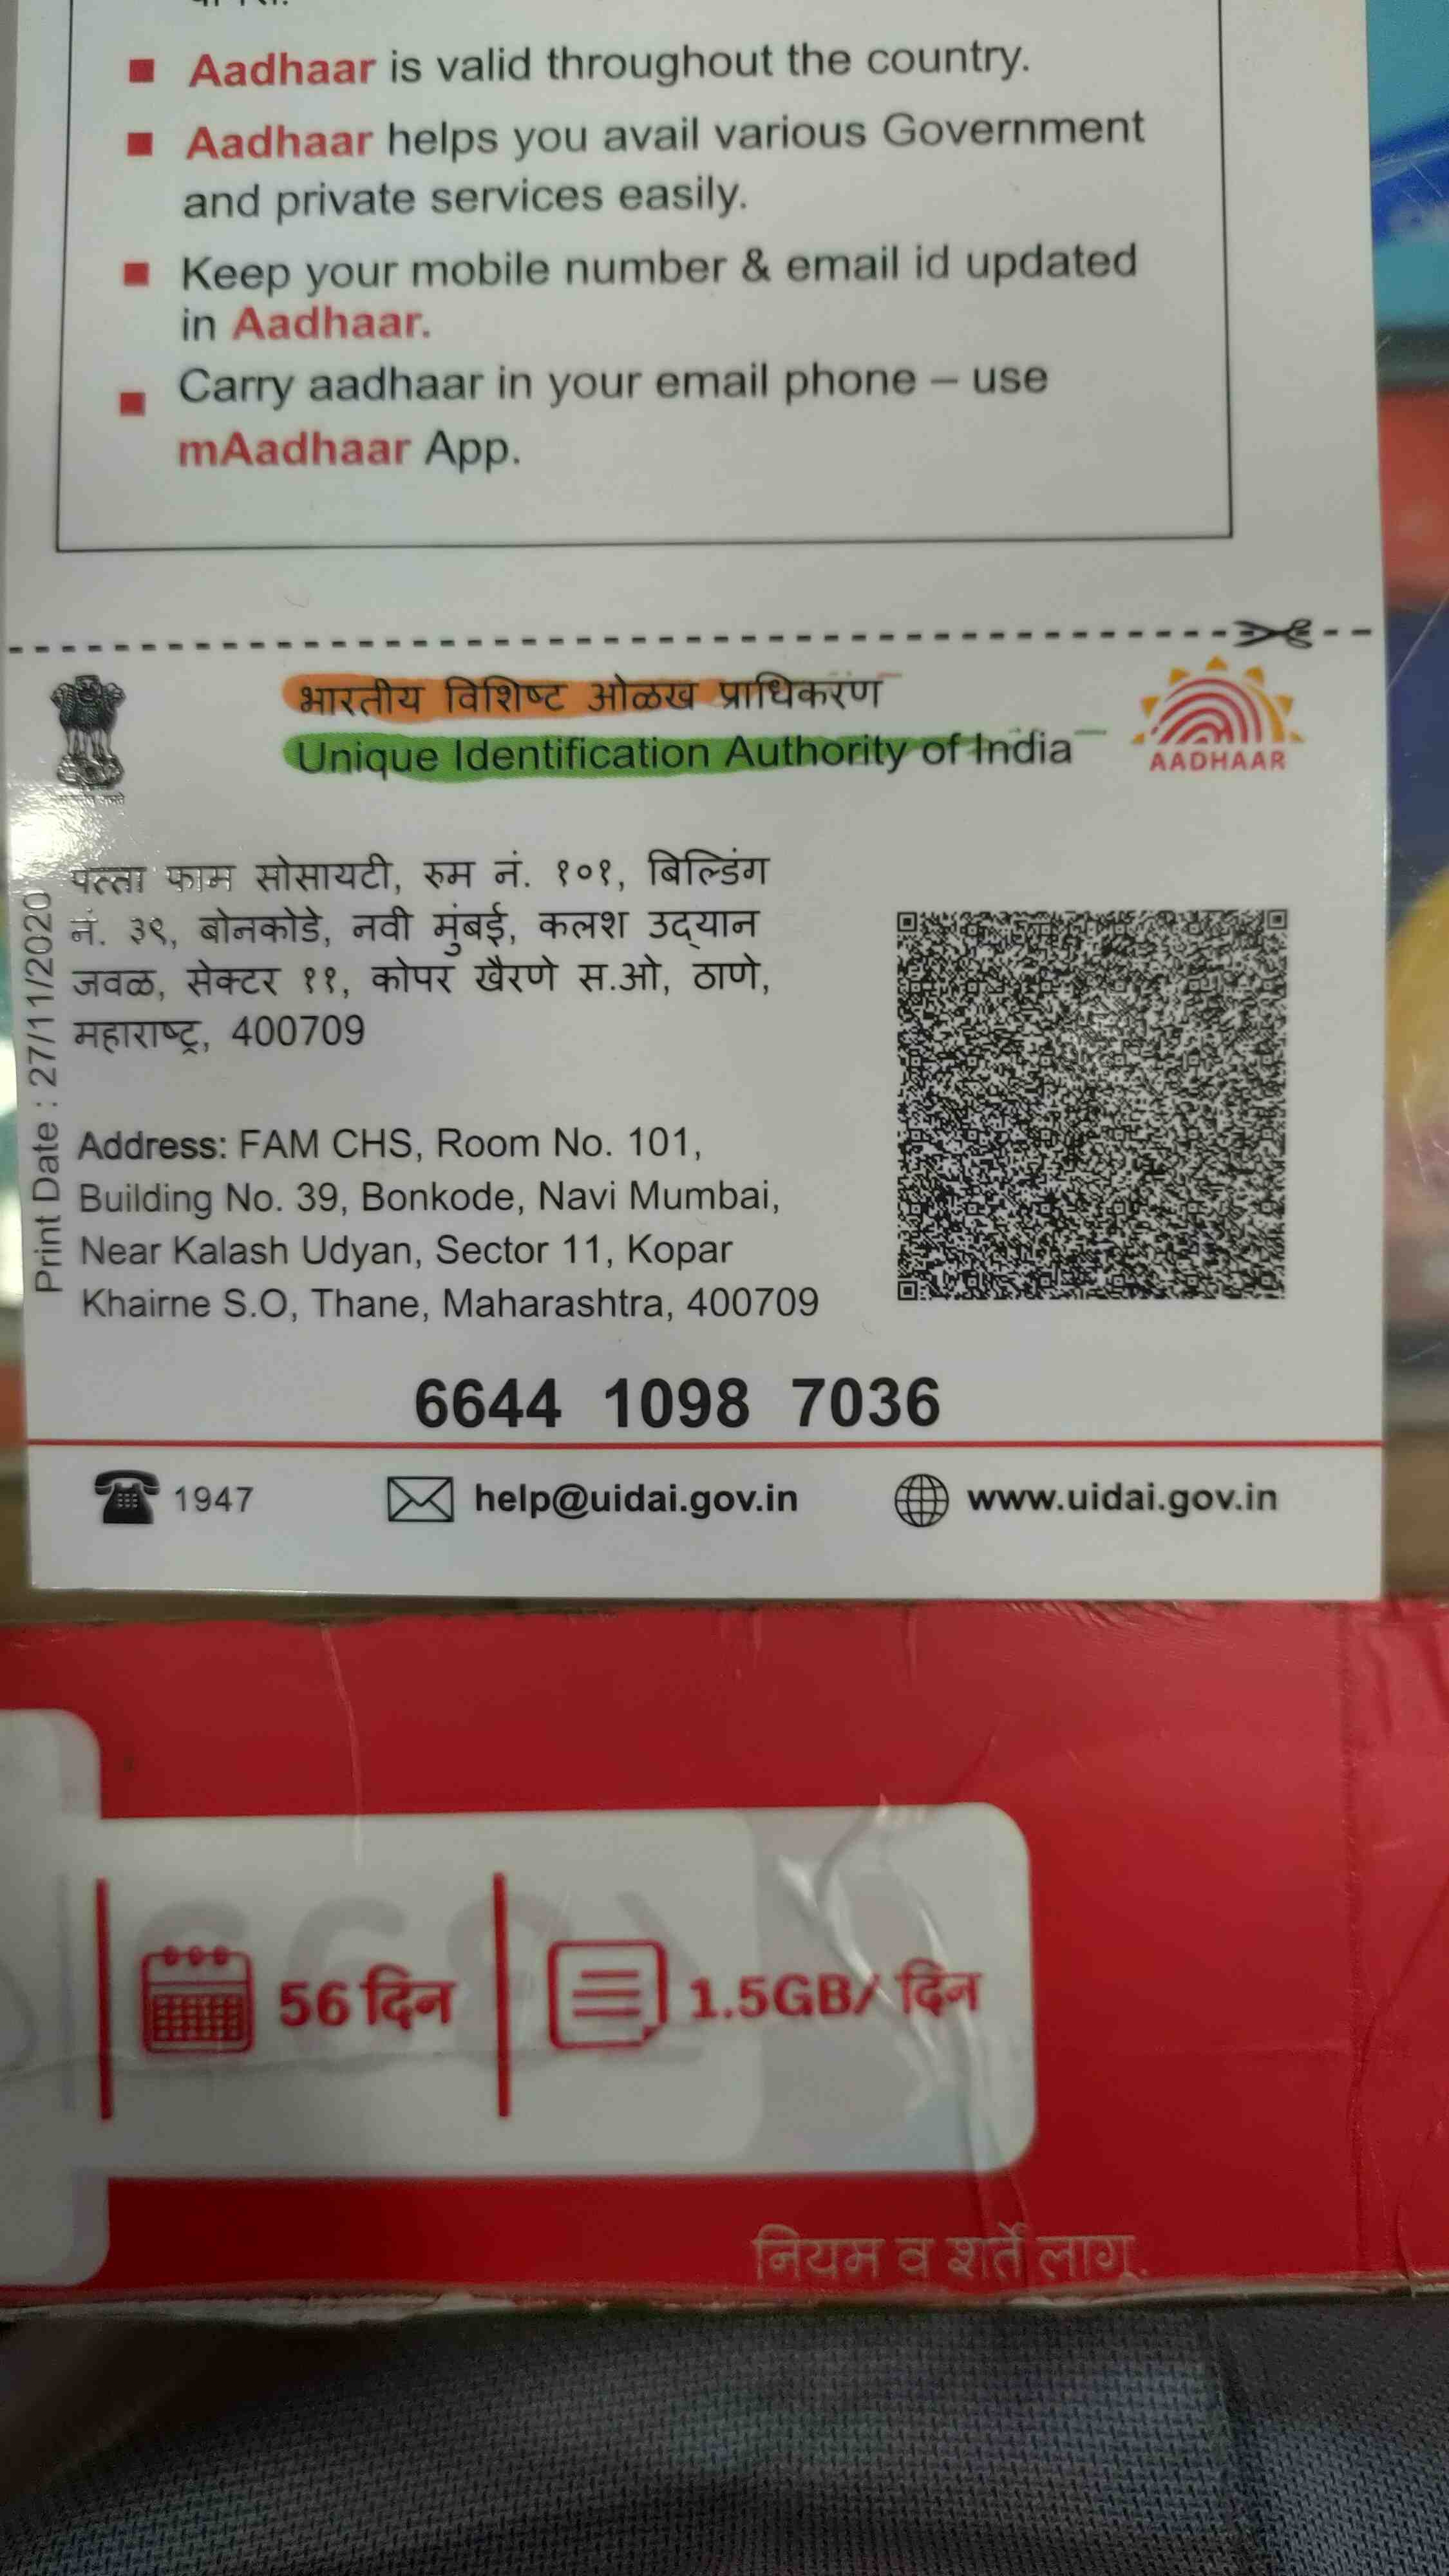 Aadhaar is valid throughout the country.
Aadhaar helps you avail various Government
and private services easily.
Keep your mobile number & email id updated
in Aadhaar.
Carry aadhaar in your email phone – use
mAadhaar App.
भारतीय विशिष्ट ओळख प्राधिकरण
Unique Identification Authority of India
AADHAAR
Print Date : 27/11/2020
पत्ता फाम सोसायटी, रुम नं. १०१, बिल्डिंग
नं. ३९, बोनकोडे, नवी मुंबई, कलश उद्यान
जवळ, सेक्टर ११, कोपर खैरणे स.ओ, ठाणे,
महाराष्ट्र, 400709
Address: FAM CHS, Room No. 101,
Building No. 39, Bonkode, Navi Mumbai,
Near Kalash Udyan, Sector 11, Kopar
Khairne S.O, Thane, Maharashtra, 400709
6644 1098 7036
1947 help@uidai.gov.in www.uidai.gov.in
56 दिन 1.5GB/ दिन
नियम व शर्तें लागू.